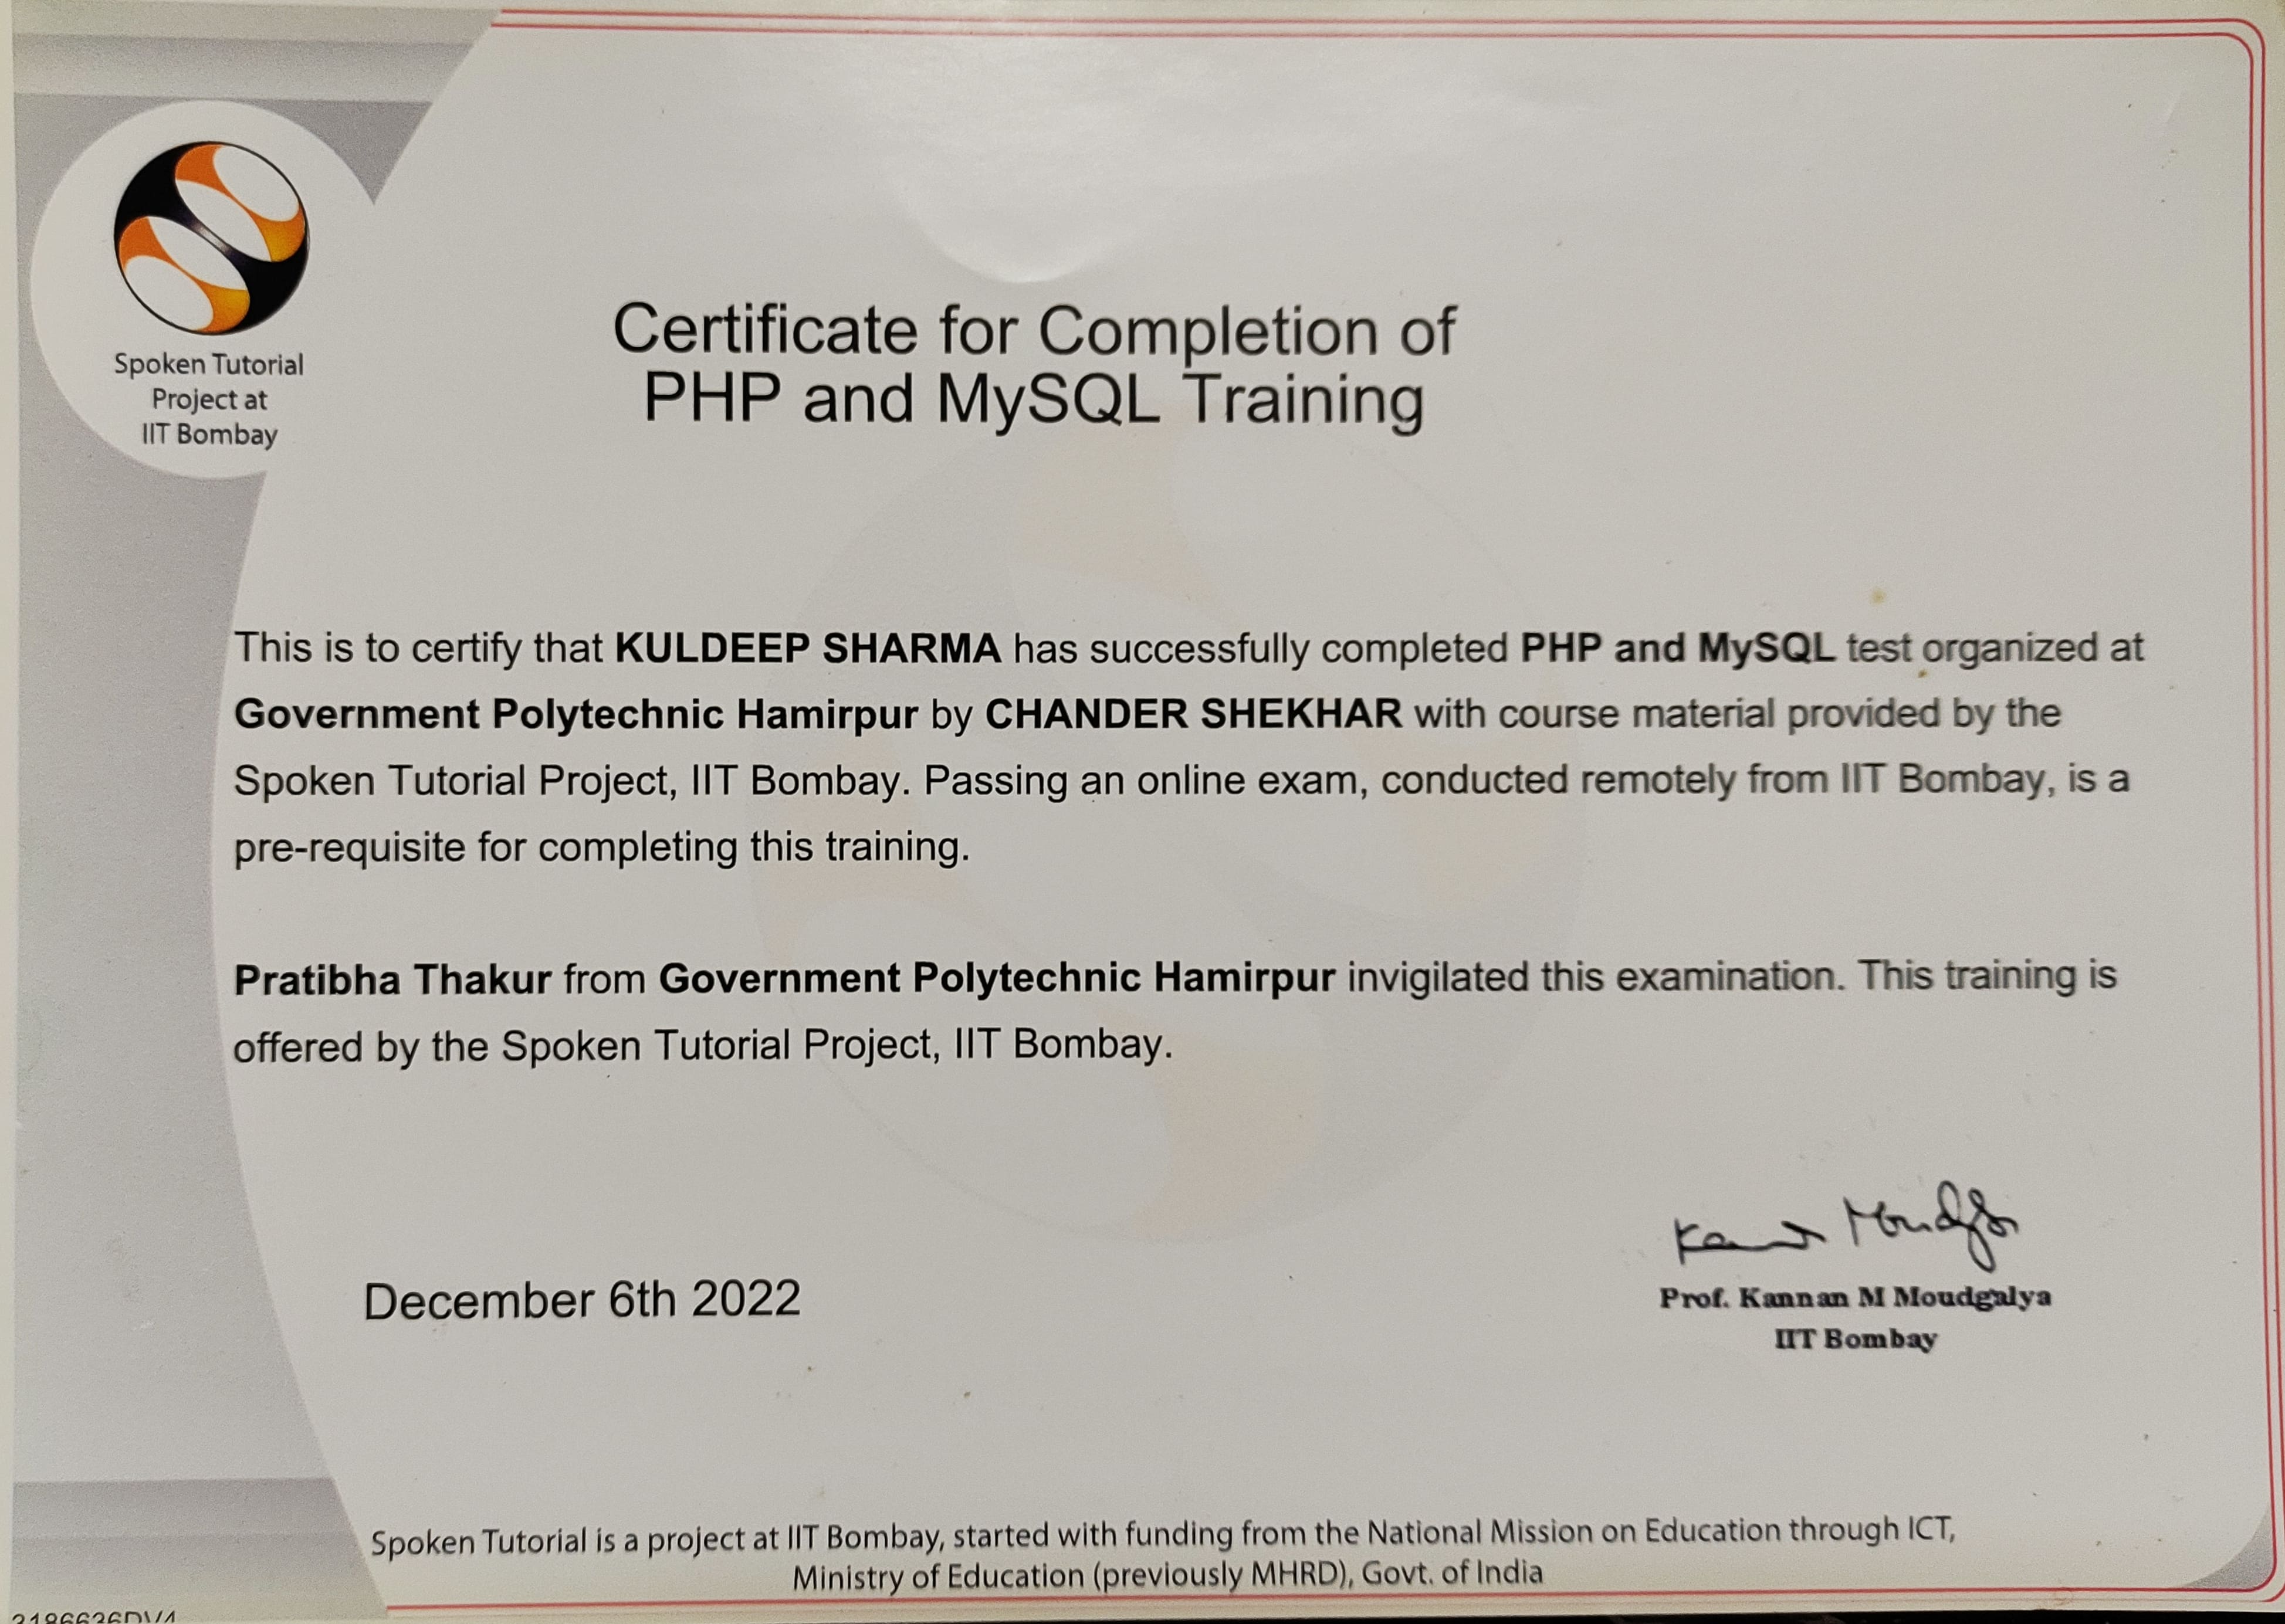 Spoken Tutorial
Project at
IIT Bombay
Certificate for Completion of
PHP and MySQL Training
This is to certify that KULDEEP SHARMA has successfully completed PHP and MySQL test organized at
Government Polytechnic Hamirpur by CHANDER SHEKHAR with course material provided by the
Spoken Tutorial Project, IIT Bombay. Passing an online exam, conducted remotely from IIT Bombay, is a
pre-requisite for completing this training.
Pratibha Thakur from Government Polytechnic Hamirpur invigilated this examination. This training is
offered by the Spoken Tutorial Project, IIT Bombay.
December 6th 2022
Prof. Kannan M Moudgalya
IIT Bombay
Spoken Tutorial is a project at IIT Bombay, started with funding from the National Mission on Education through ICT,
Ministry of Education (previously MHRD), Govt. of India